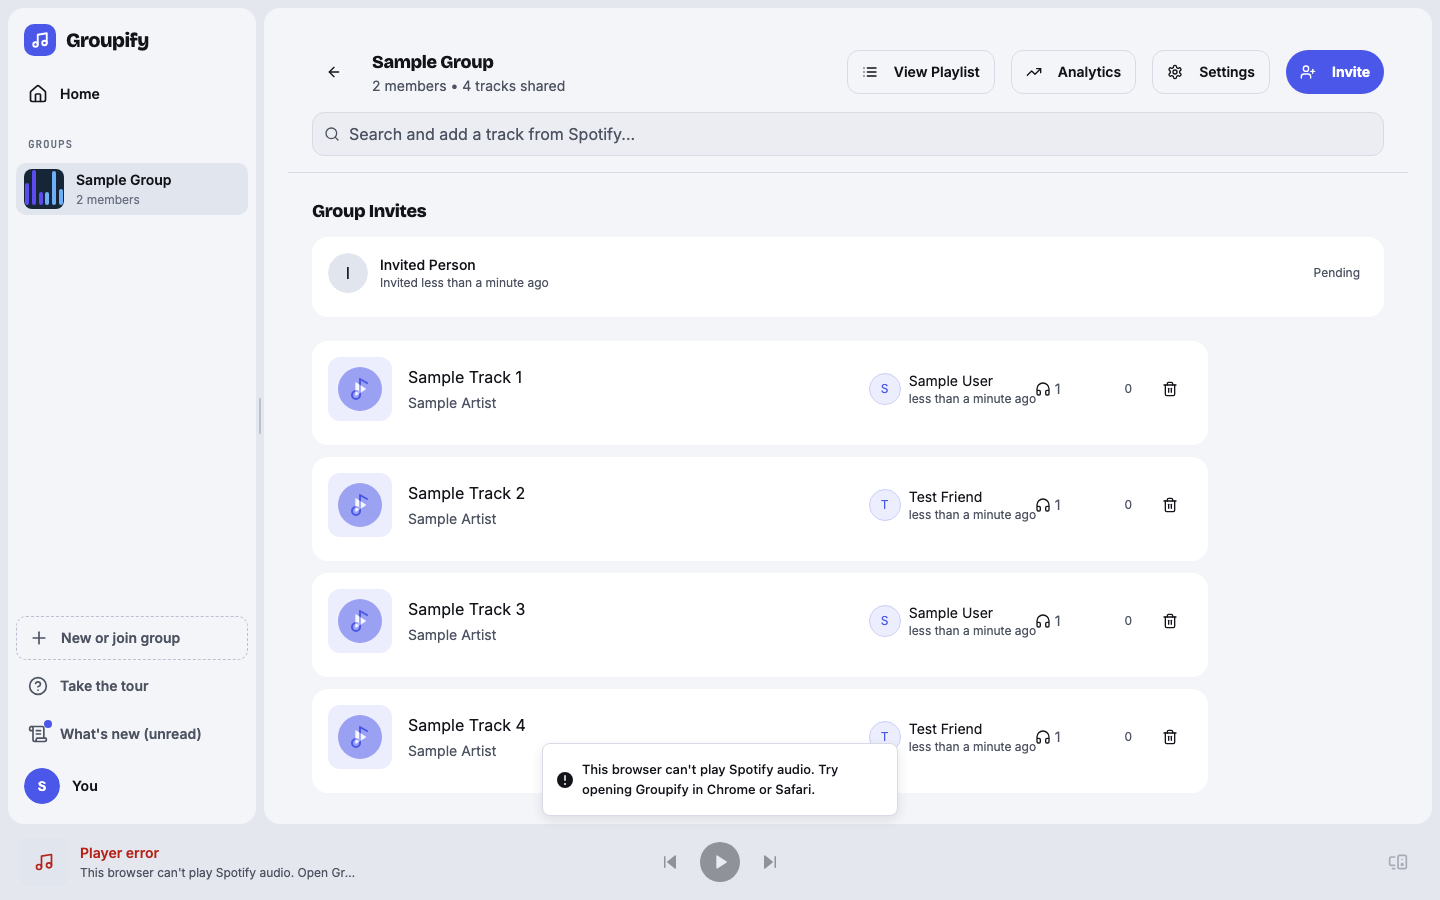 Groupify
Home
GROUPS
Sample Group
2 members
New or join group
Take the tour
What's new (unread)
S
You
Sample Group
2 members • 4 tracks shared
View Playlist
Analytics
Settings
Invite
Search and add a track from Spotify...
Group Invites
I
Invited Person
Invited less than a minute ago
Pending
Sample Track 1
Sample Artist
S
Sample User
less than a minute ago
1
0
Sample Track 2
Sample Artist
T
Test Friend
less than a minute ago
1
0
Sample Track 3
Sample Artist
S
Sample User
less than a minute ago
1
0
Sample Track 4
Sample Artist
T
Test Friend
less than a minute ago
1
0
This browser can't play Spotify audio. Try
opening Groupify in Chrome or Safari.
Player error
This browser can't play Spotify audio. Open Gr...